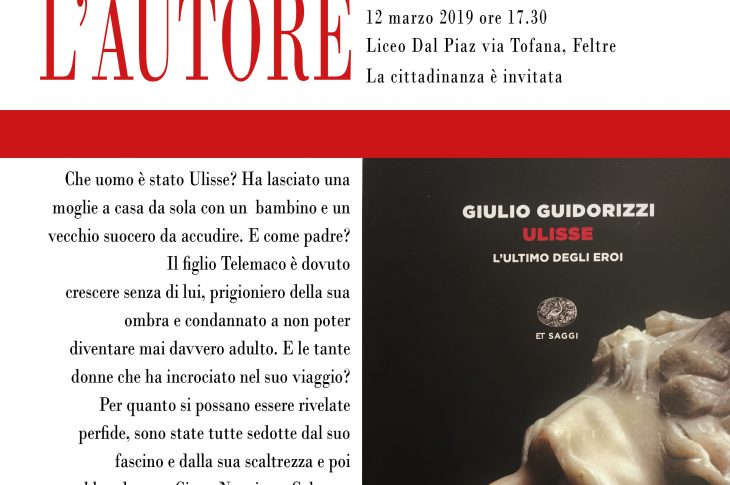 L'AUTORE
12 marzo 2019 ore 17.30
Liceo Dal Piaz via Tofana, Feltre
La cittadinanza è invitata
Che uomo è stato Ulisse? Ha lasciato una
moglie a casa da sola con un bambino e un
vecchio suocero da accudire. E come padre?
Il figlio Telemaco è dovuto
crescere senza di lui, prigioniero della sua
ombra e condannato a non poter
diventare mai davvero adulto. E le tante
donne che ha incrociato nel suo viaggio?
Per quanto si possano essere rivelate
perfide, sono state tutte sedotte dal suo
fascino e dalla sua scaltrezza e poi
GIULIO GUIDORIZZI
ULISSE
L'ULTIMO DEGLI EROI
ET SAGGI